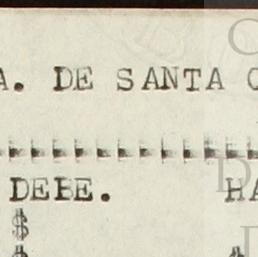 A. DE SANTA
DEBE. HA
$